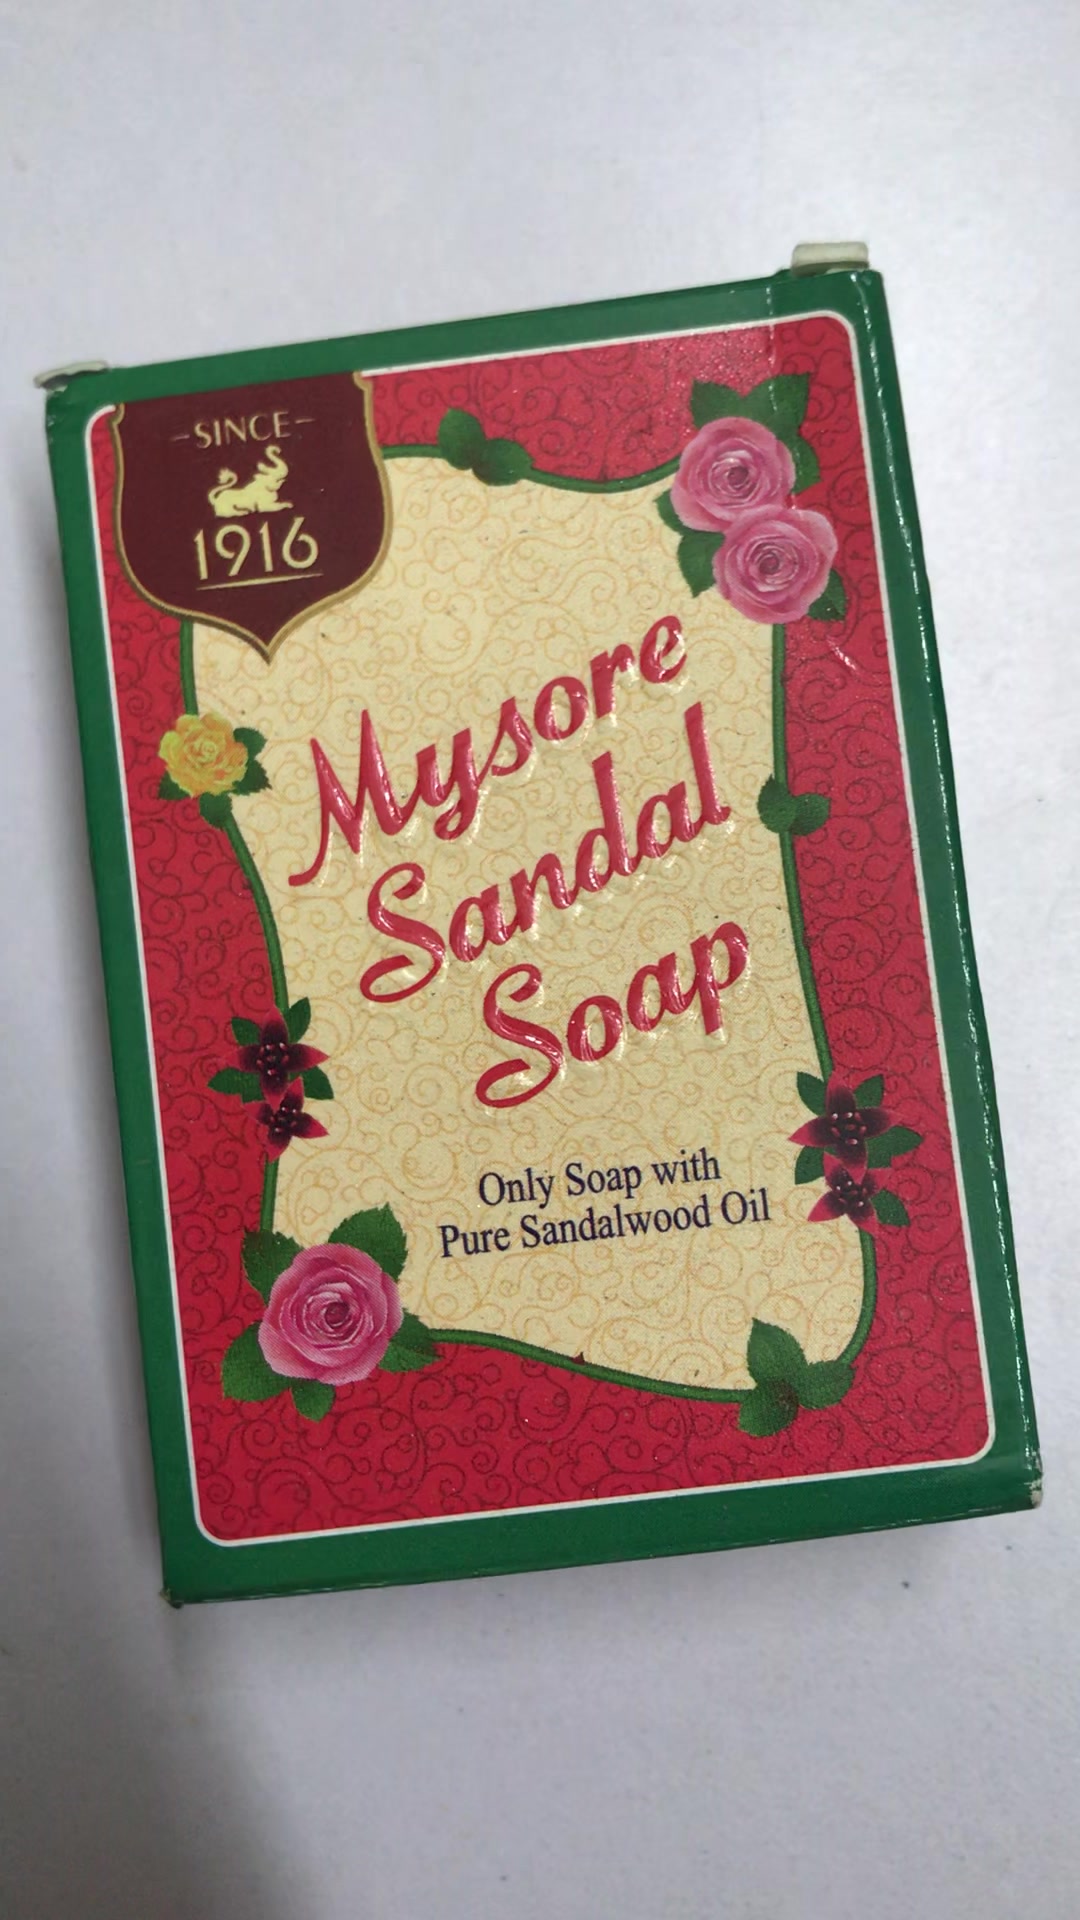 -SINCE-
1916
Mysore
Sandal
Soap
Only Soap with
Pure Sandalwood Oil